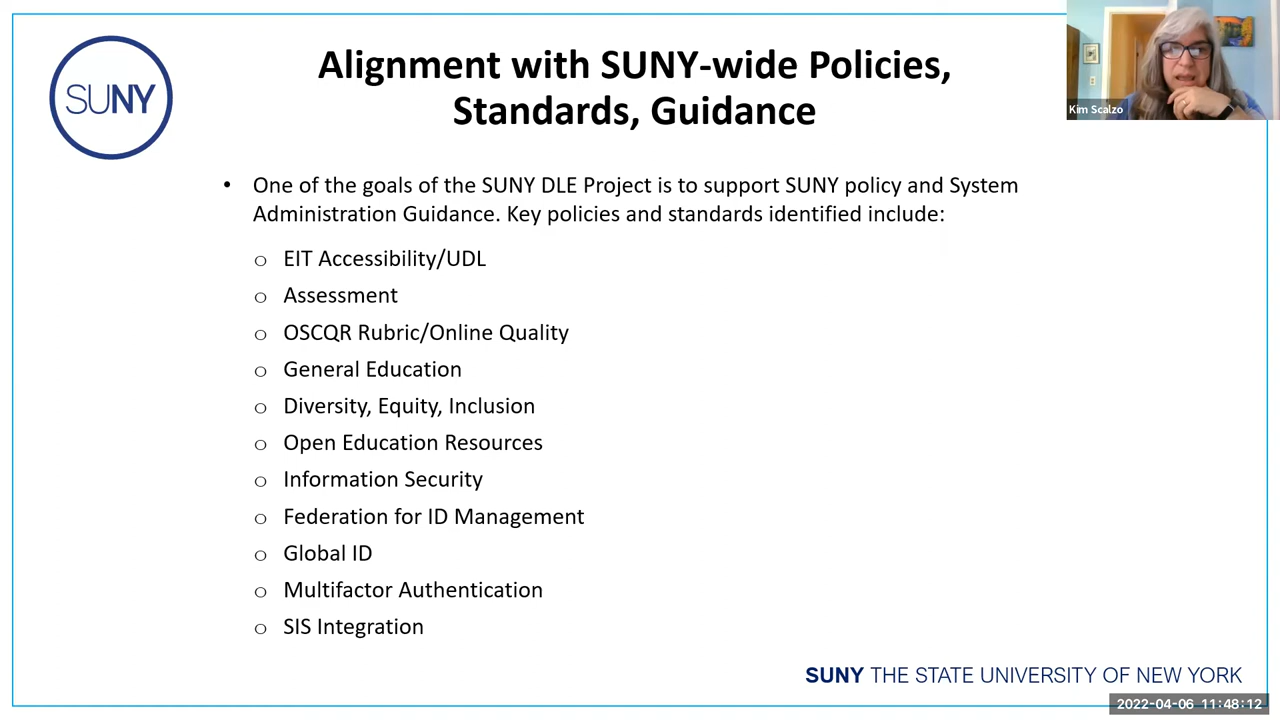 SUNY
Alignment with SUNY-wide Policies,
Standards, Guidance
Kim Scalzo
• One of the goals of the SUNY DLE Project is to support SUNY policy and System
Administration Guidance. Key policies and standards identified include:
o EIT Accessibility/UDL
o Assessment
o OSCQR Rubric/Online Quality
o General Education
o Diversity, Equity, Inclusion
o Open Education Resources
o Information Security
o Federation for ID Management
o Global ID
o Multifactor Authentication
o SIS Integration
SUNY THE STATE UNIVERSITY OF NEW YORK
2022-04-06 11:48:12